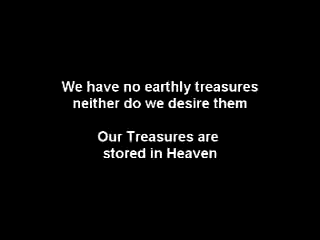 We have no earthly treasures
neither do we desire them
Our Treasures are
stored in Heaven